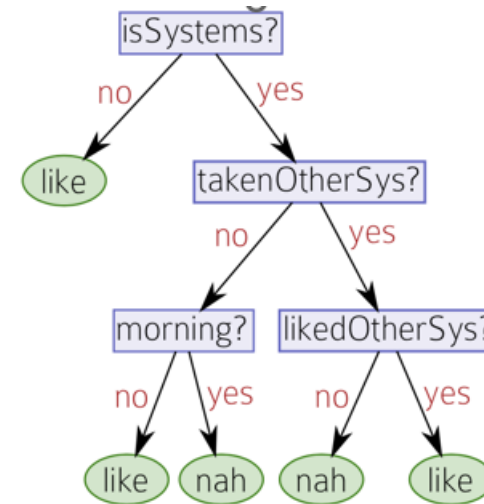 isSystems?
no yes
like
takenOtherSys?
no yes
morning? likedOtherSys?
no yes no yes
like nah nah like